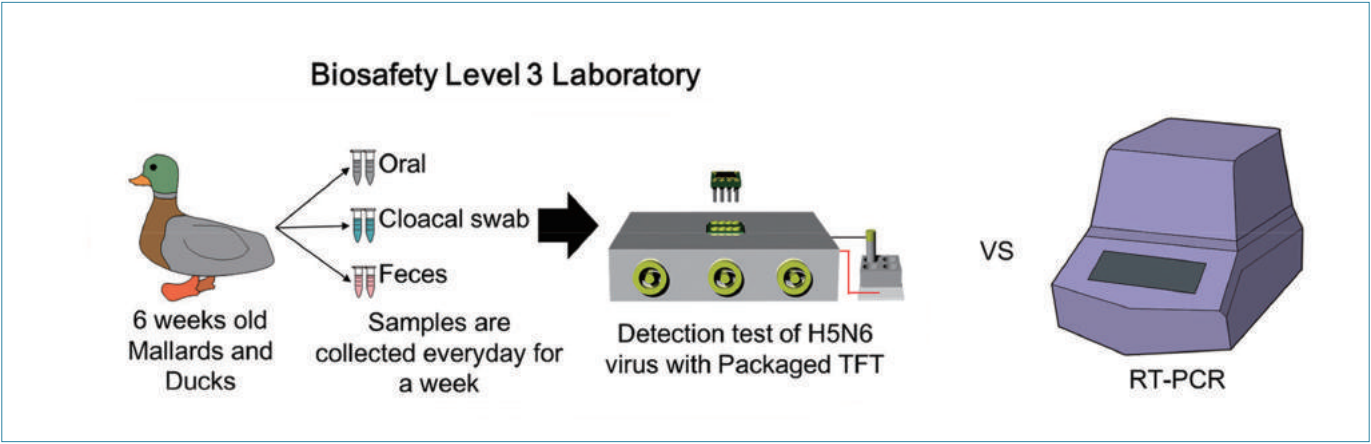 Biosafety Level 3 Laboratory
Oral
Cloacal swab
Feces
6 weeks old
Mallards and
Ducks
Samples are
collected everyday for
a week
Detection test of H5N6
virus with Packaged TFT
VS
RT-PCR